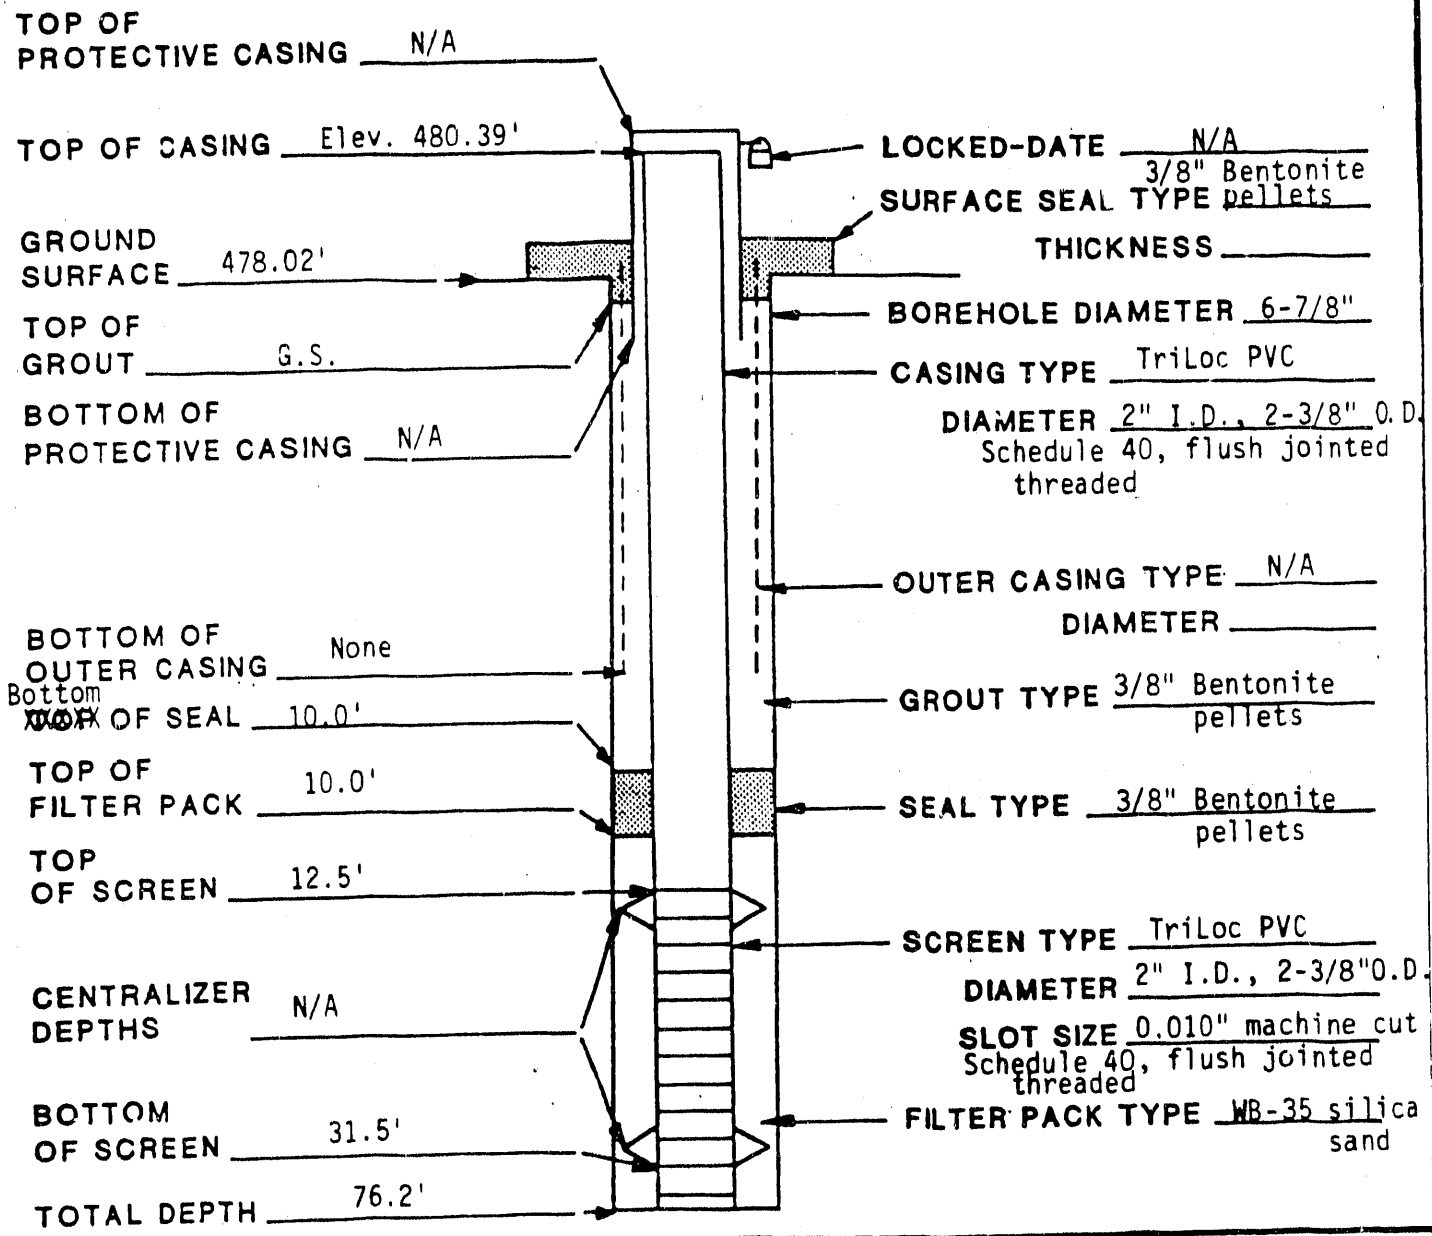 TOP OF
PROTECTIVE CASING N/A
TOP OF CASING Elev. 480.39'
GROUND
SURFACE 478.02'
TOP OF
GROUT G.S.
BOTTOM OF
PROTECTIVE CASING N/A
BOTTOM OF
OUTER CASING None
Bottom
OF SEAL 10.0'
TOP OF
FILTER PACK 10.0'
TOP
OF SCREEN 12.5'
CENTRALIZER
DEPTHS N/A
BOTTOM
OF SCREEN 31.5'
TOTAL DEPTH 76.2'
LOCKED-DATE N/A
3/8" Bentonite
SURFACE SEAL TYPE pellets
THICKNESS
BOREHOLE DIAMETER 6-7/8"
CASING TYPE TriLoc PVC
DIAMETER 2" I.D., 2-3/8" O.D.
Schedule 40, flush jointed
threaded
OUTER CASING TYPE N/A
DIAMETER
GROUT TYPE 3/8" Bentonite
pellets
SEAL TYPE 3/8" Bentonite
pellets
SCREEN TYPE TriLoc PVC
DIAMETER 2" I.D., 2-3/8"O.D.
SLOT SIZE 0.010" machine cut
Schedule 40, flush jointed
threaded
FILTER PACK TYPE WB-35 silica
sand